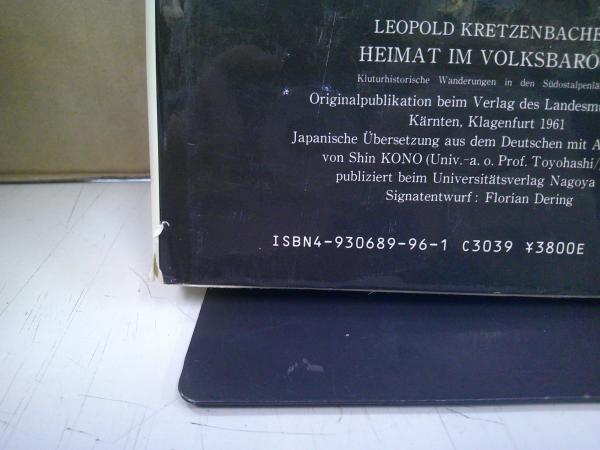 LEOPOLD KRETZENBACHE
HEIMAT IM VOLKSBARO
Kluturhistorische Wanderungen in den Südostalpenlä
Originalpublikation beim Verlag des Landesmu
Kärnten, Klagenfurt 1961
Japanische Übersetzung aus dem Deutschen mit A
von Shin KONO (Univ.-a. o. Prof. Toyohashi/
publiziert beim Universitätsverlag Nagoya
Signatentwurf: Florian Dering
ISBN4-930689-96-1 C3039 ¥3800E